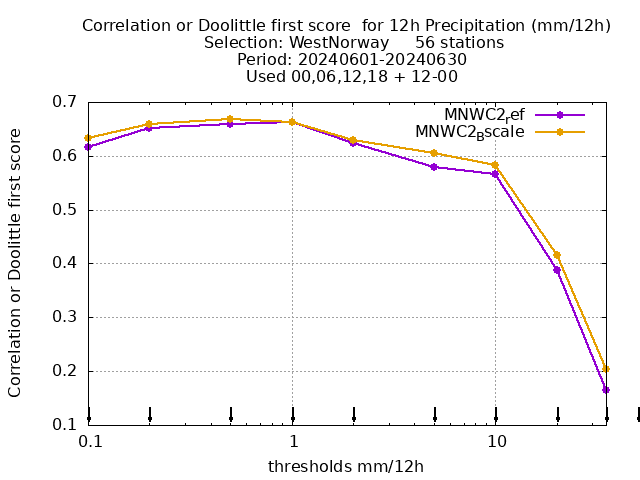 Correlation or Doolittle first score  for 12h Precipitation (mm/12h)
Selection: WestNorway     56 stations
Period: 20240601-20240630
Used 00,06,12,18 + 12-00
MNWC2_ref
MNWC2_Bscale
0.7
0.6
0.5
0.4
0.3
0.2
0.1
Correlation or Doolittle first score
0.1 1 10
thresholds mm/12h